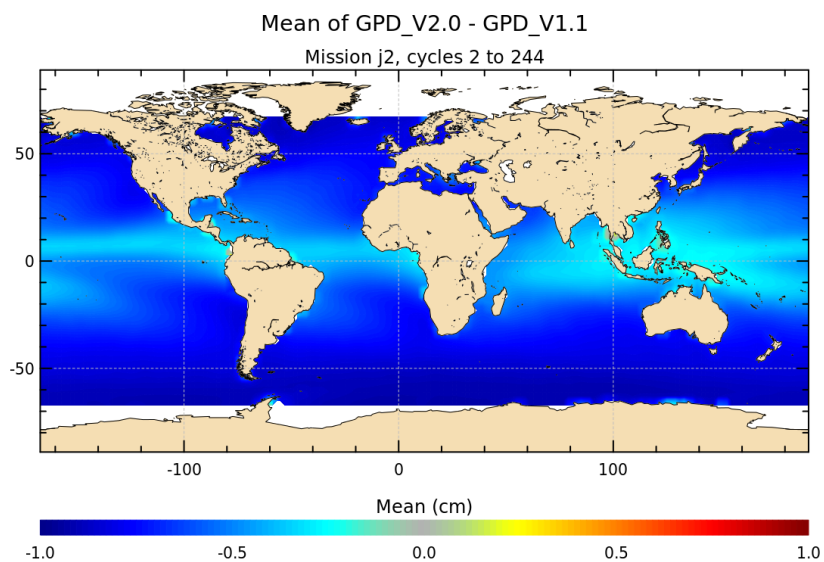 Mean of GPD_V2.0 - GPD_V1.1
Mission j2, cycles 2 to 244
50
0
-50
-100 0 100
Mean (cm)
-1.0 -0.5 0.0 0.5 1.0